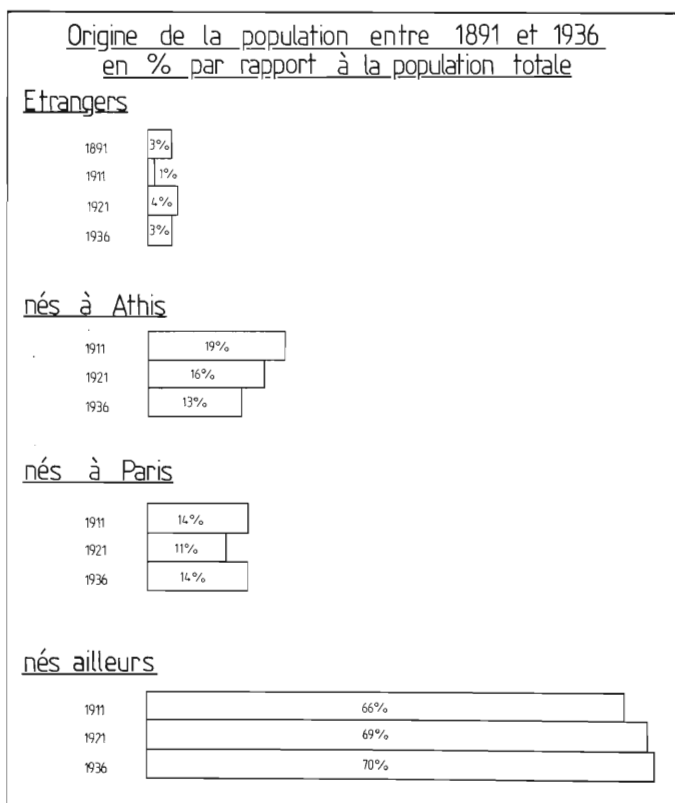 Origine de la population entre 1891 et 1936
en % par rapport à la population totale
Etrangers
1891 3%
1911 1%
1921 4%
1936 3%
nés à Athis
1911 19%
1921 16%
1936 13%
nés à Paris
1911 14%
1921 11%
1936 14%
nés ailleurs
1911 66%
1921 69%
1936 70%